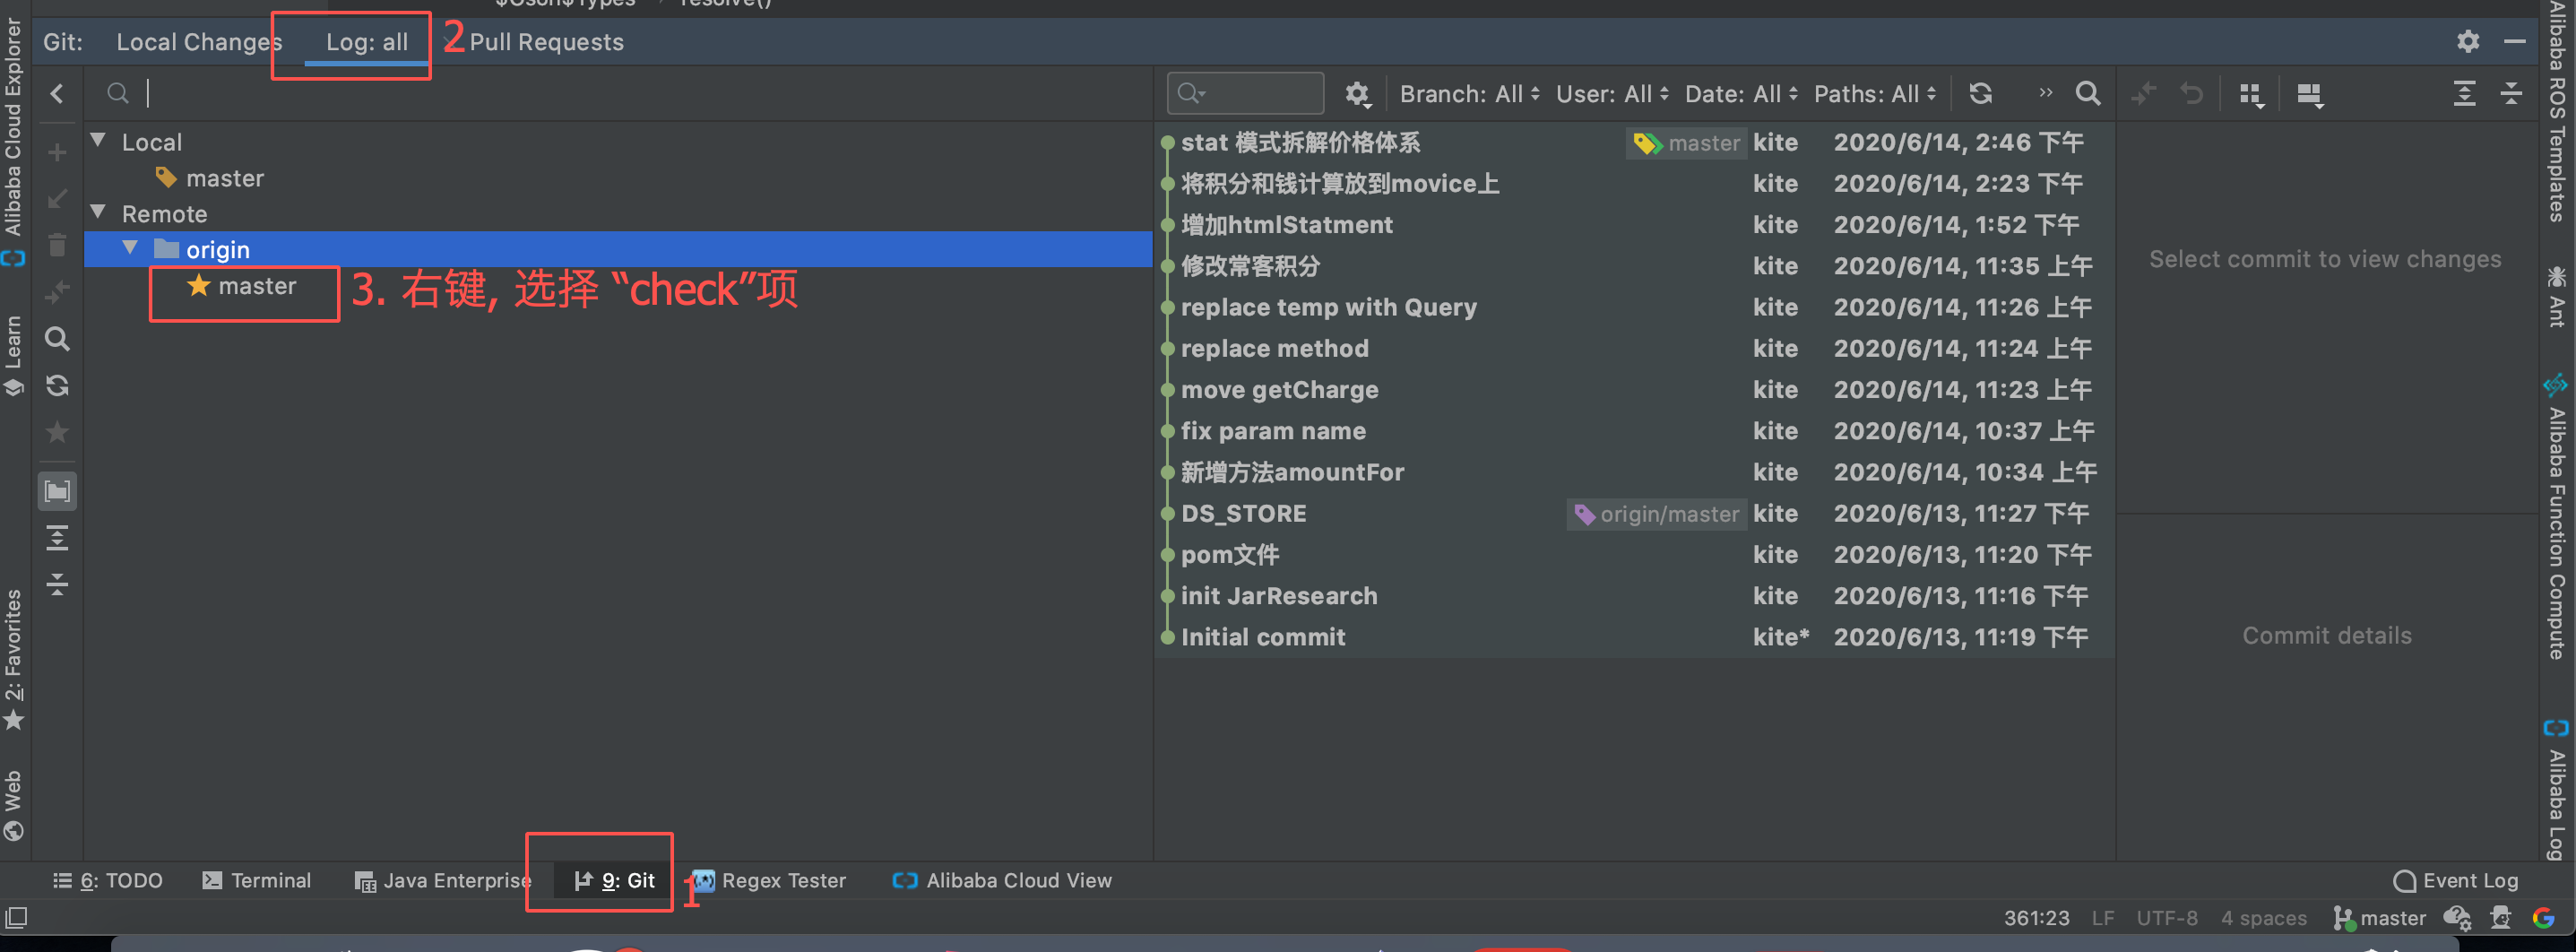 $Gson$Types > resolve()
Git: Local Changes Log: all 2 Pull Requests
Branch: All User: All Date: All Paths: All »
Local
master
Remote
origin
master
3. 右键, 选择 “check”项
stat 模式拆解价格体系 master kite 2020/6/14, 2:46 下午
将积分和钱计算放到movice上 kite 2020/6/14, 2:23 下午
增加htmlStatment kite 2020/6/14, 1:52 下午
修改常客积分 kite 2020/6/14, 11:35 上午
replace temp with Query kite 2020/6/14, 11:26 上午
replace method kite 2020/6/14, 11:24 上午
move getCharge kite 2020/6/14, 11:23 上午
fix param name kite 2020/6/14, 10:37 上午
新增方法amountFor kite 2020/6/14, 10:34 上午
DS_STORE origin/master kite 2020/6/13, 11:27 下午
pom文件 kite 2020/6/13, 11:20 下午
init JarResearch kite 2020/6/13, 11:16 下午
Initial commit kite* 2020/6/13, 11:19 下午
Select commit to view changes
Commit details
Alibaba Cloud Explorer
Learn
2: Favorites
Web
Alibaba ROS Templates
Ant
Alibaba Function Compute
Alibaba Log
6: TODO Terminal Java Enterprise 9: Git 1 Regex Tester Alibaba Cloud View Event Log
361:23 LF UTF-8 4 spaces master